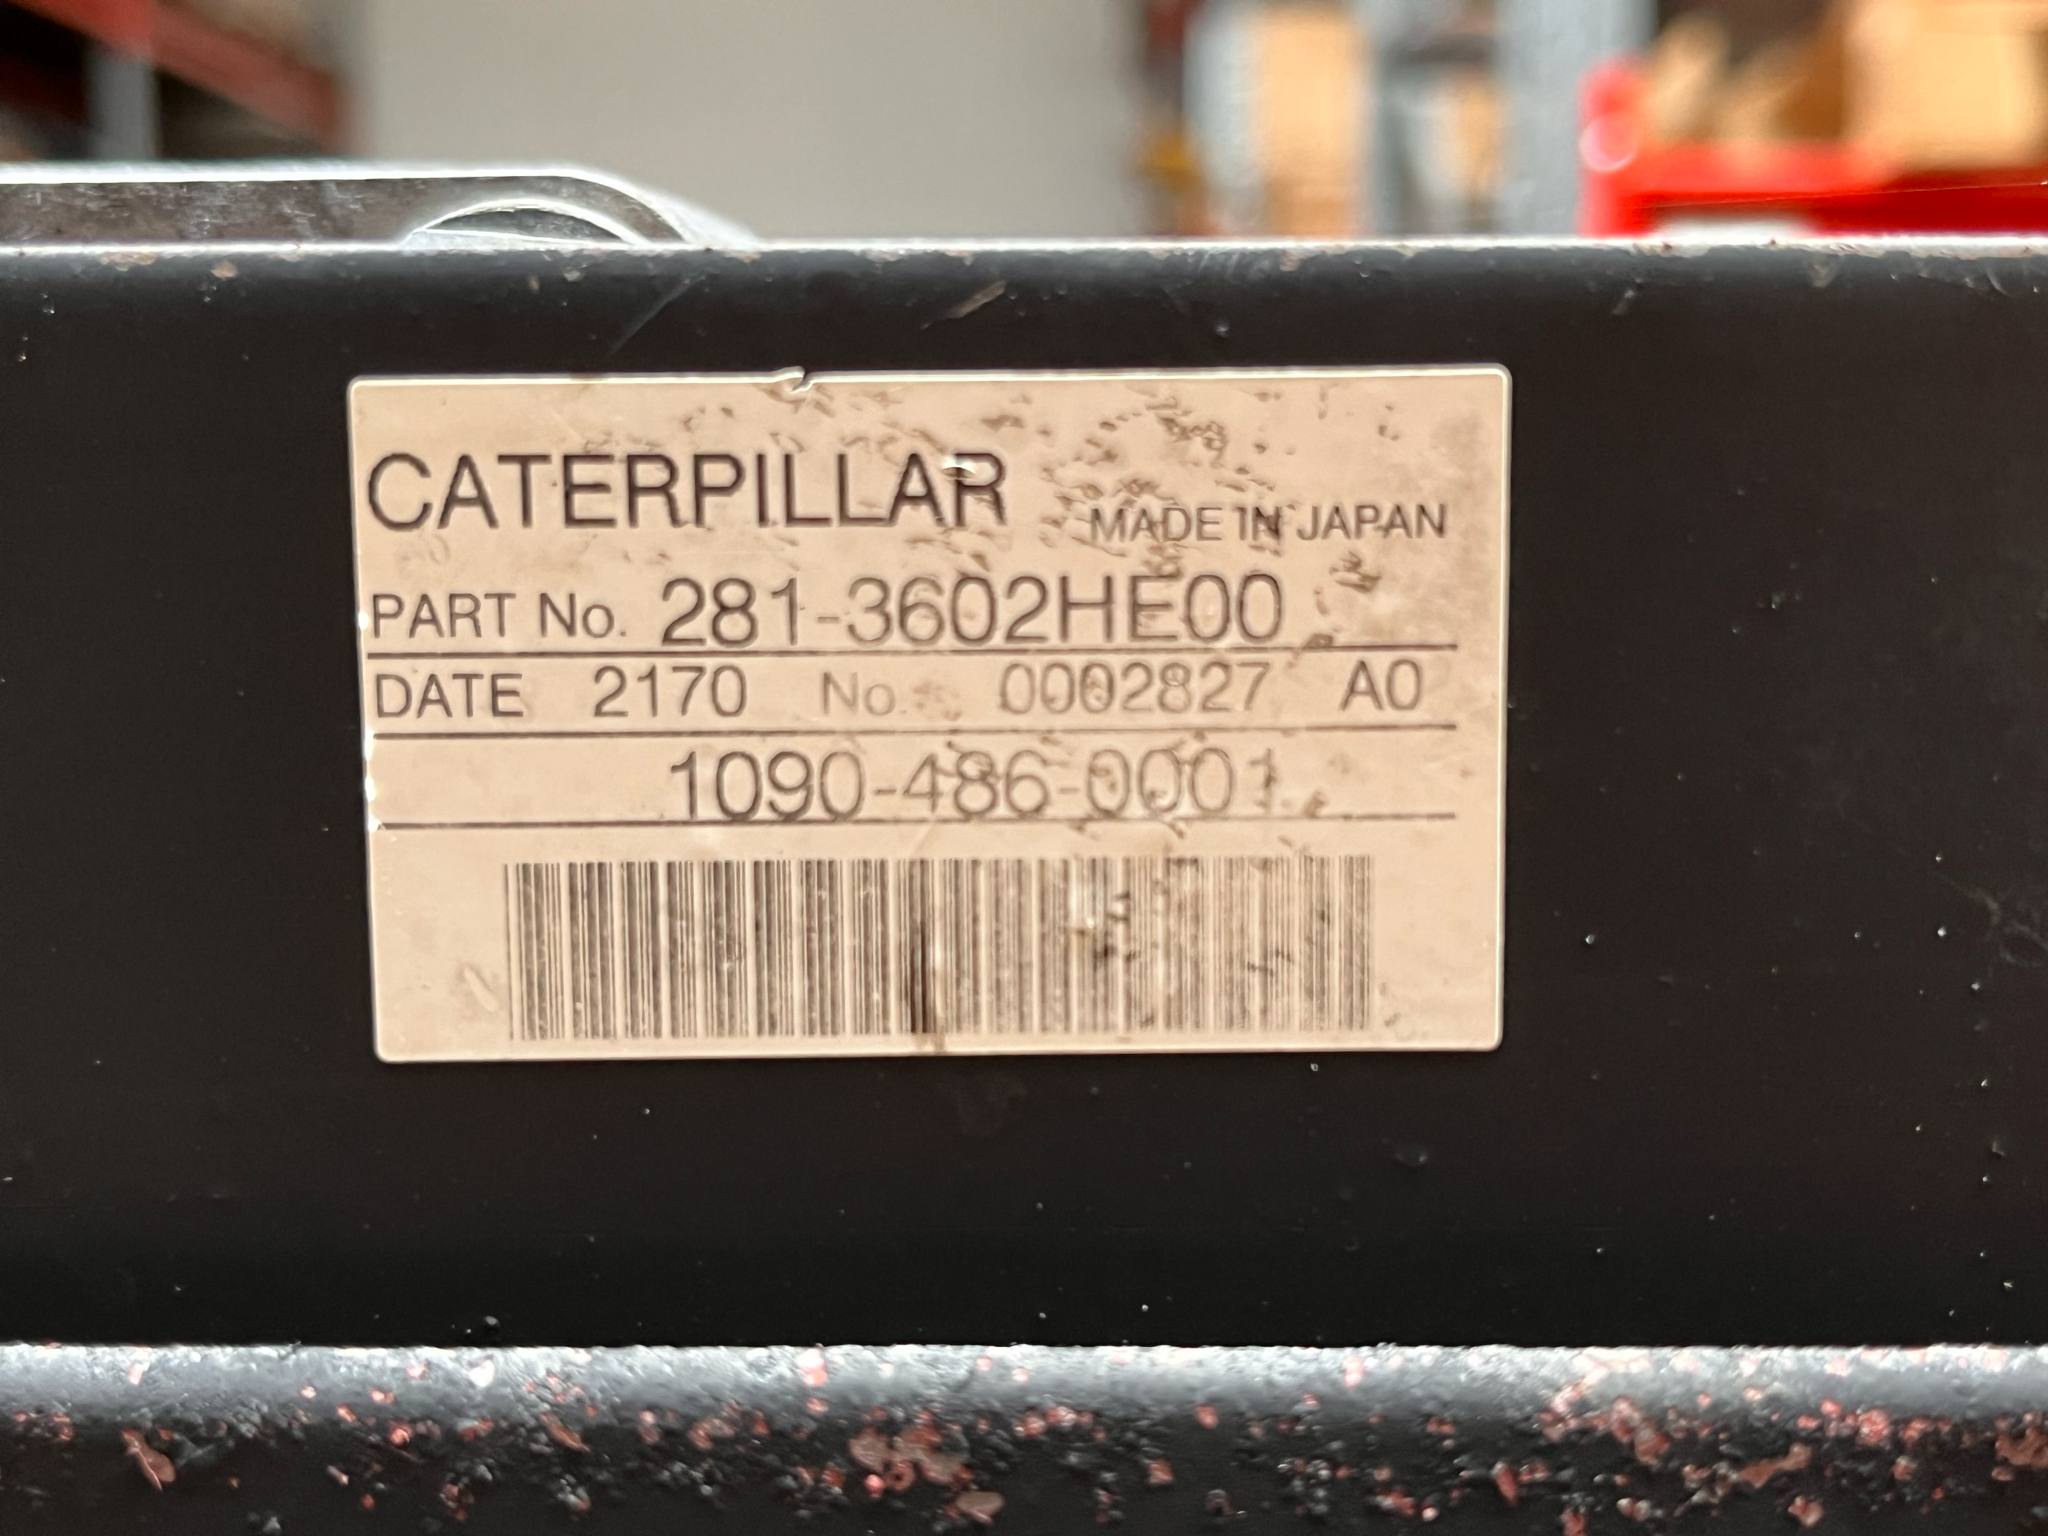 CATERPILLAR MADE IN JAPAN
PART No. 281-3602HE00
DATE 2170 No. 0002827 A0
1090-486-0001